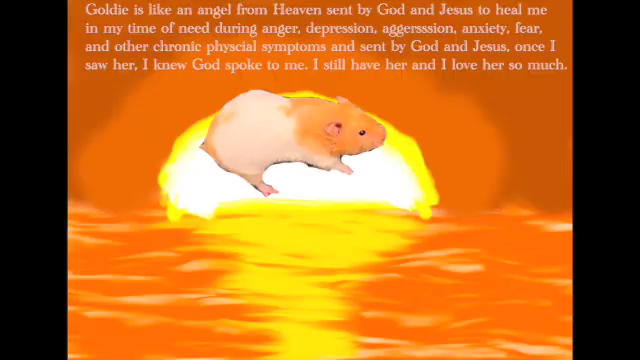 Goldie is like an angel from Heaven sent by God and Jesus to heal me
in my time of need during anger, depression, aggersssion, anxiety, fear,
and other chronic physcial symptoms and sent by God and Jesus, once I
saw her, I knew God spoke to me. I still have her and I love her so much.